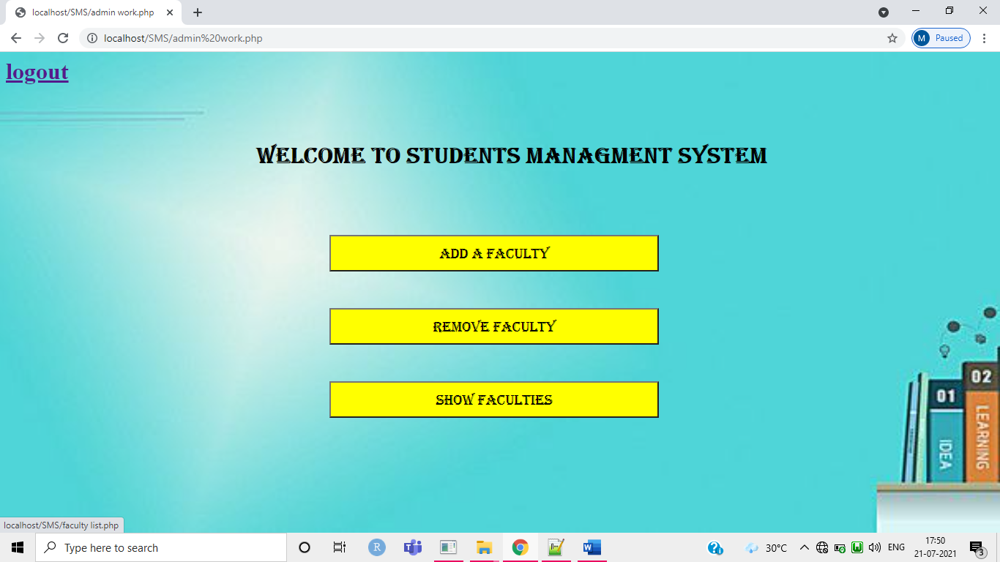 localhost/SMS/admin work.php
localhost/SMS/admin%20work.php
M Paused
logout
WELCOME TO STUDENTS MANAGMENT SYSTEM
ADD A FACULTY
REMOVE FACULTY
SHOW FACULTIES
01
IDEA
02
LEARNING
localhost/SMS/faculty list.php
Type here to search
R
30°C
ENG
17:50
21-07-2021
3